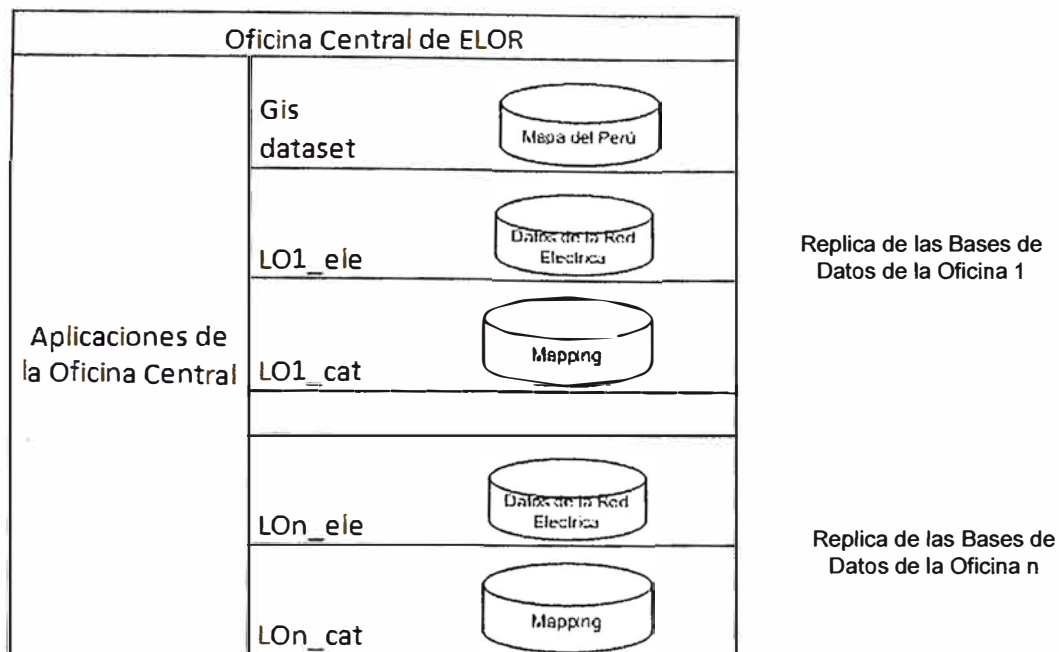 Oficina Central de ELOR
Gis
dataset
Mapa del Perú
LO1_ele
Datos de la Red
Electrica
Replica de las Bases de
Datos de la Oficina 1
Aplicaciones de
la Oficina Central
LO1_cat
Mapping
LOn_ele
Datos de la Red
Electrica
Replica de las Bases de
Datos de la Oficina n
LOn_cat
Mapping